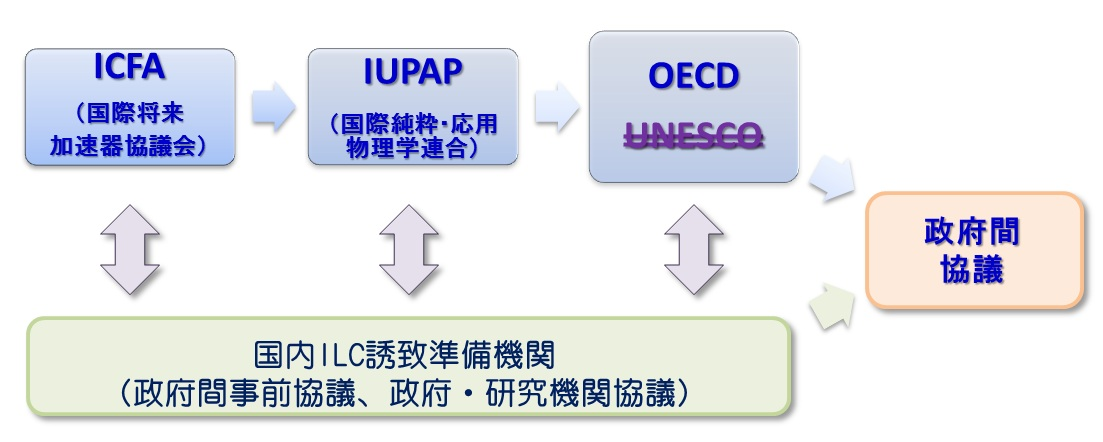 ICFA
（国際将来
加速器協議会）
IUPAP
（国際純粋・応用
物理学連合）
OECD
UNESCO
政府間
協議
国内ILC誘致準備機関
（政府間事前協議、政府・研究機関協議）